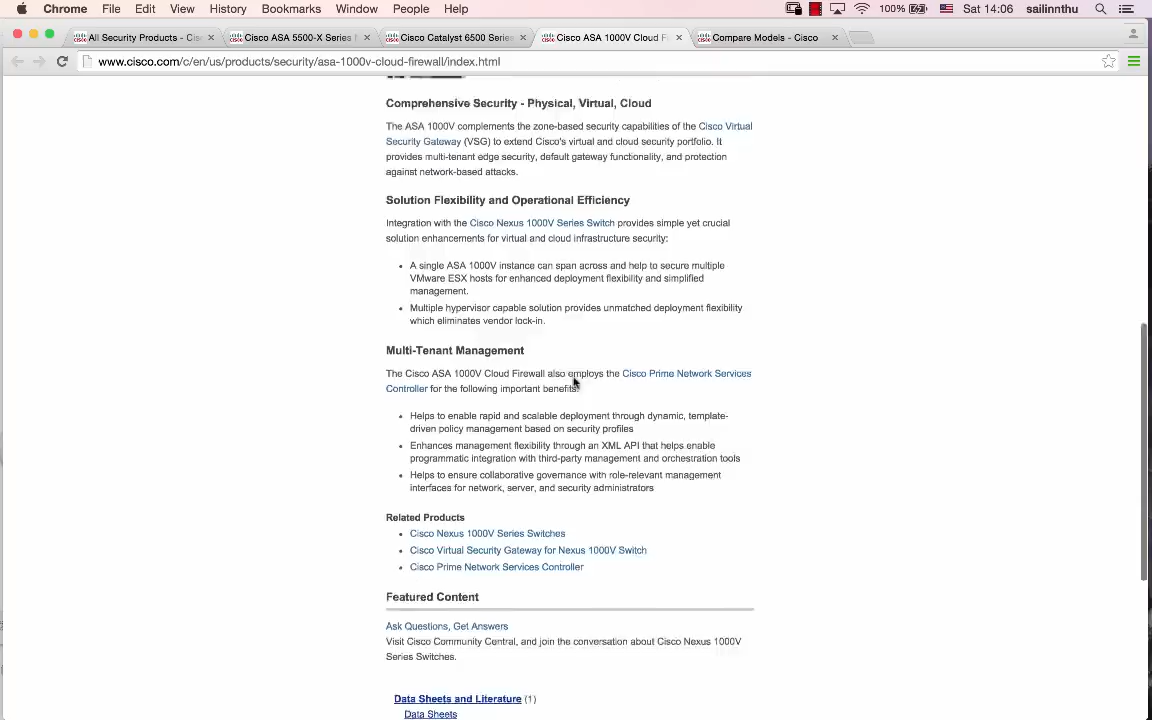 Chrome File Edit View History Bookmarks Window People Help 100% Sat 14:06 sailinnthu
All Security Products - Ci Cisco ASA 5500-X Series Cisco Catalyst 6500 Series Cisco ASA 1000V Cloud F Compare Models - Cisco
www.cisco.com/c/en/us/products/security/asa-1000v-cloud-firewall/index.html
Comprehensive Security - Physical, Virtual, Cloud
The ASA 1000V complements the zone-based security capabilities of the Cisco Virtual
Security Gateway (VSG) to extend Cisco's virtual and cloud security portfolio. It
provides multi-tenant edge security, default gateway functionality, and protection
against network-based attacks.
Solution Flexibility and Operational Efficiency
Integration with the Cisco Nexus 1000V Series Switch provides simple yet crucial
solution enhancements for virtual and cloud infrastructure security:
• A single ASA 1000V instance can span across and help to secure multiple
VMware ESX hosts for enhanced deployment flexibility and simplified
management.
• Multiple hypervisor capable solution provides unmatched deployment flexibility
which eliminates vendor lock-in.
Multi-Tenant Management
The Cisco ASA 1000V Cloud Firewall also employs the Cisco Prime Network Services
Controller for the following important benefits:
• Helps to enable rapid and scalable deployment through dynamic, template-
driven policy management based on security profiles
• Enhances management flexibility through an XML API that helps enable
programmatic integration with third-party management and orchestration tools
• Helps to ensure collaborative governance with role-relevant management
interfaces for network, server, and security administrators
Related Products
• Cisco Nexus 1000V Series Switches
• Cisco Virtual Security Gateway for Nexus 1000V Switch
• Cisco Prime Network Services Controller
Featured Content
Ask Questions, Get Answers
Visit Cisco Community Central, and join the conversation about Cisco Nexus 1000V
Series Switches.
Data Sheets and Literature (1)
Data Sheets